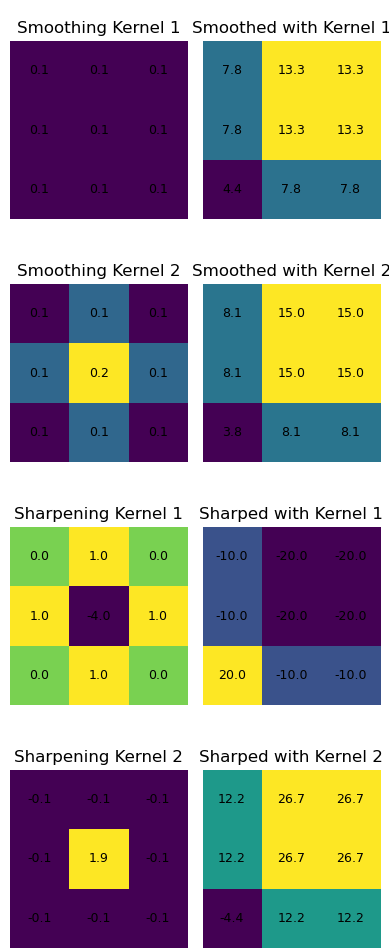 Smoothing Kernel 1 Smoothed with Kernel 1
0.1 0.1 0.1 7.8 13.3 13.3
0.1 0.1 0.1 7.8 13.3 13.3
0.1 0.1 0.1 4.4 7.8 7.8
Smoothing Kernel 2 Smoothed with Kernel 2
0.1 0.1 0.1 8.1 15.0 15.0
0.1 0.2 0.1 8.1 15.0 15.0
0.1 0.1 0.1 3.8 8.1 8.1
Sharpening Kernel 1 Sharped with Kernel 1
0.0 1.0 0.0 -10.0 -20.0 -20.0
1.0 -4.0 1.0 -10.0 -20.0 -20.0
0.0 1.0 0.0 20.0 -10.0 -10.0
Sharpening Kernel 2 Sharped with Kernel 2
-0.1 -0.1 -0.1 12.2 26.7 26.7
-0.1 1.9 -0.1 12.2 26.7 26.7
-0.1 -0.1 -0.1 -4.4 12.2 12.2